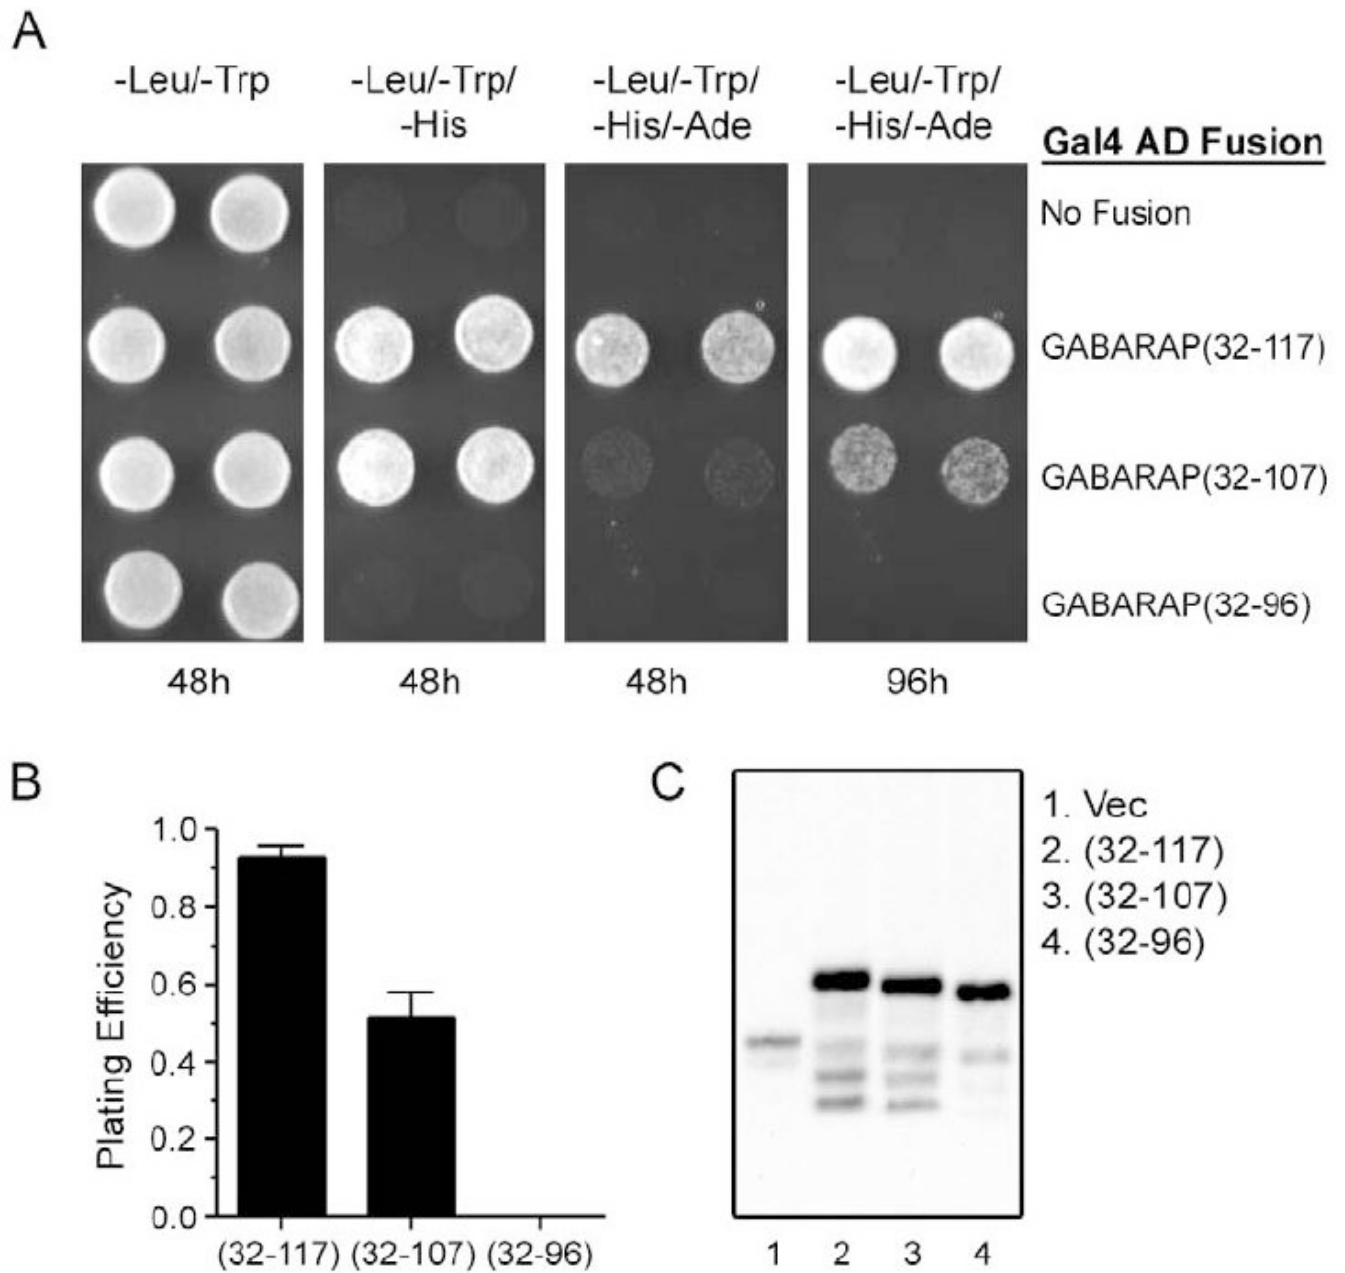 A
-Leu/-Trp
-Leu/-Trp/
-His
-Leu/-Trp/
-His/-Ade
-Leu/-Trp/
-His/-Ade
Gal4 AD Fusion
No Fusion
GABARAP(32-117)
GABARAP(32-107)
GABARAP(32-96)
48h
48h
48h
96h
B
Plating Efficiency
1.0
0.8
0.6
0.4
0.2
0.0
(32-117)
(32-107)
(32-96)
C
1. Vec
2. (32-117)
3. (32-107)
4. (32-96)
1
2
3
4